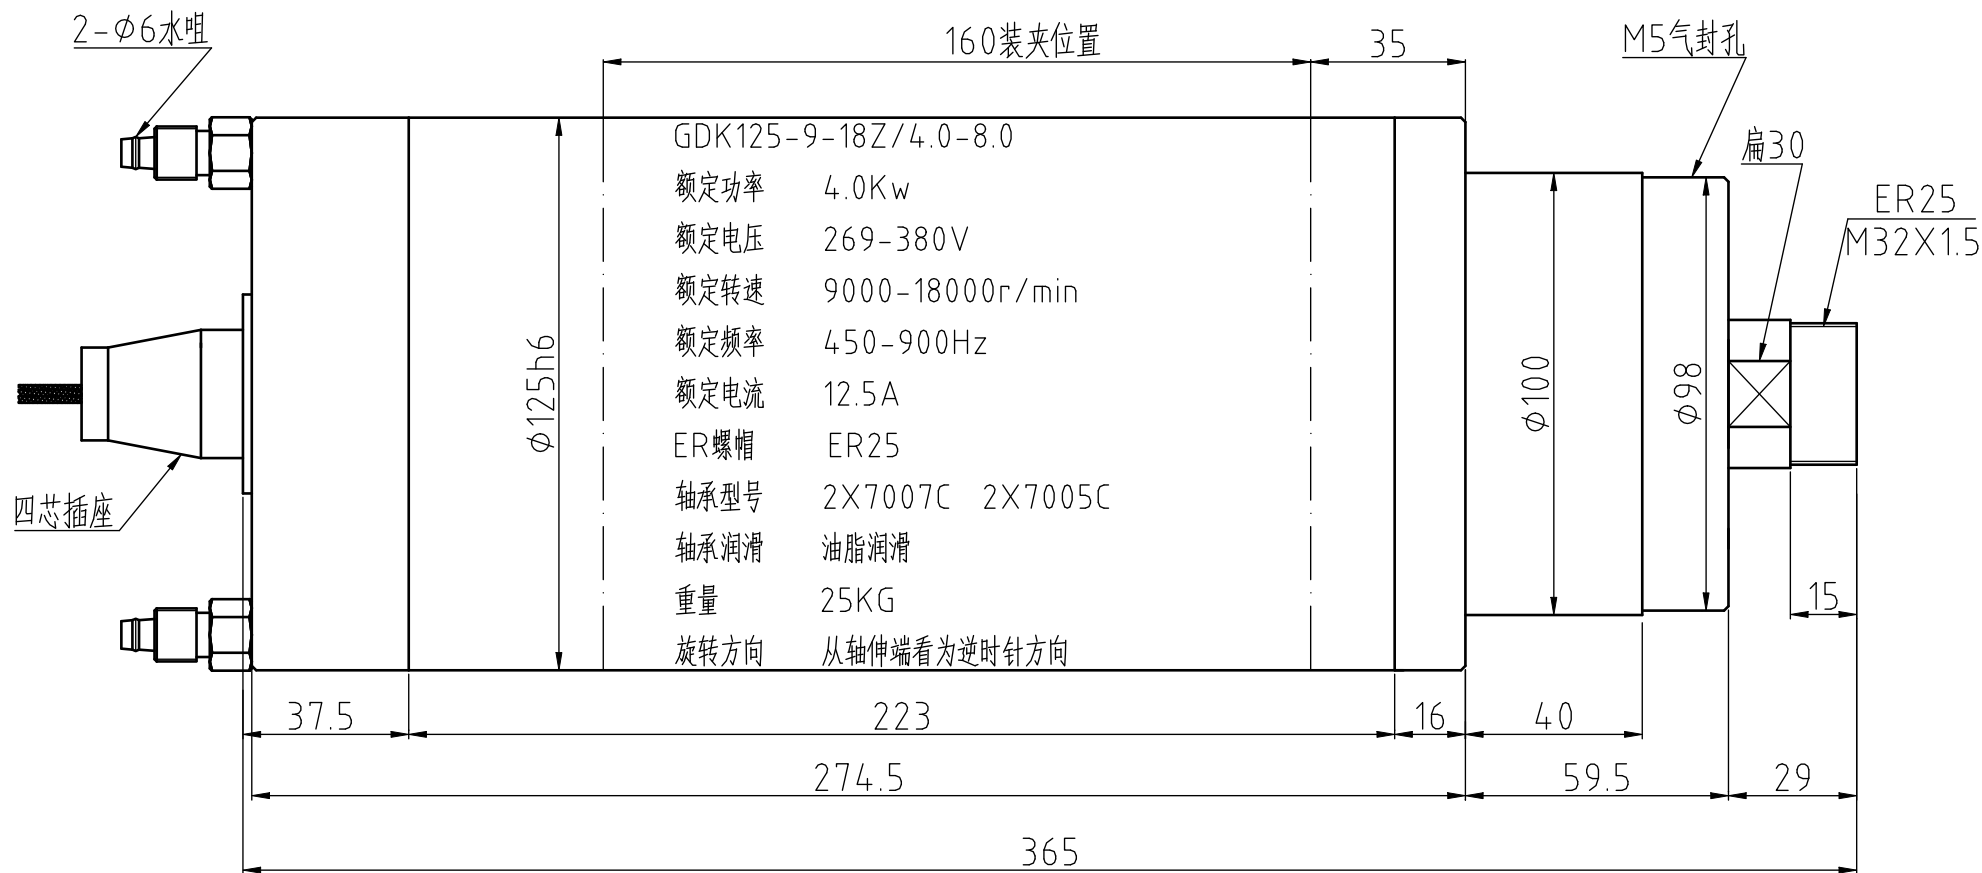 2-Φ6水咀
160装夹位置
35
M5气封孔
扁30
ER25
M32X1.5
GDK125-9-18Z/4.0-8.0
额定功率 4.0Kw
额定电压 269-380V
额定转速 9000-18000r/min
额定频率 450-900Hz
额定电流 12.5A
ER螺帽 ER25
轴承型号 2X7007C 2X7005C
轴承润滑 油脂润滑
重量 25KG
旋转方向 从轴伸端看为逆时针方向
ϕ125h6
ϕ100
ϕ98
四芯插座
15
37.5
223
16
40
274.5
59.5
29
365